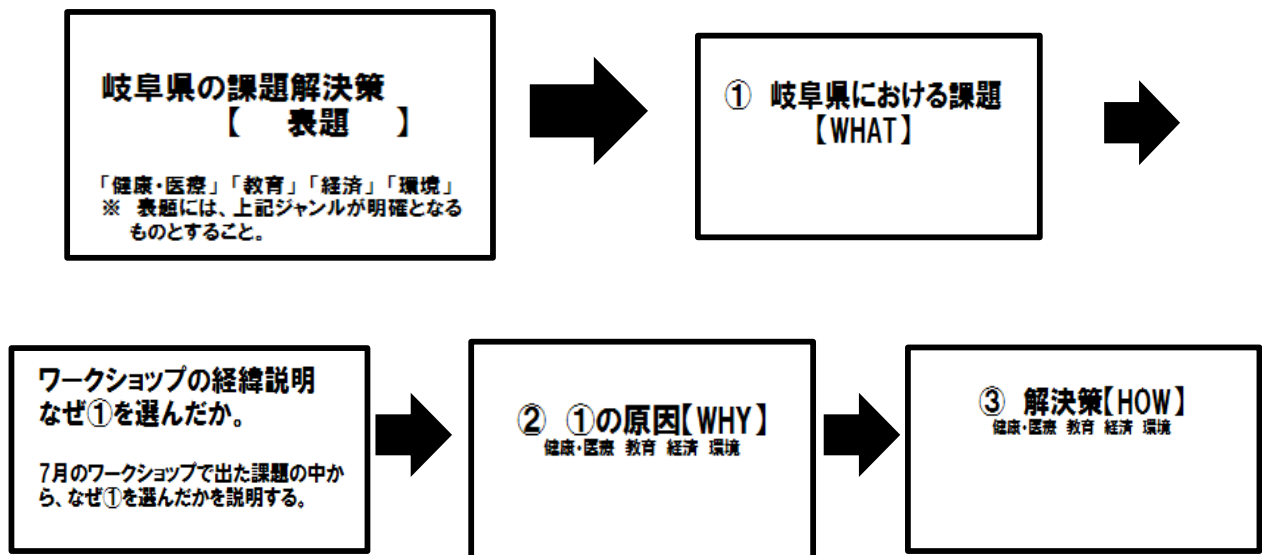 岐阜県の課題解決策
【　表題　】
「健康・医療」「教育」「経済」「環境」
※　表題には、上記ジャンルが明確となる
ものとすること。
①　岐阜県における課題
【WHAT】
ワークショップの経緯説明
なぜ①を選んだか。
7月のワークショップで出た課題の中か
ら、なぜ①を選んだかを説明する。
②　①の原因【WHY】
健康・医療　教育　経済　環境
③　解決策【HOW】
健康・医療　教育　経済　環境